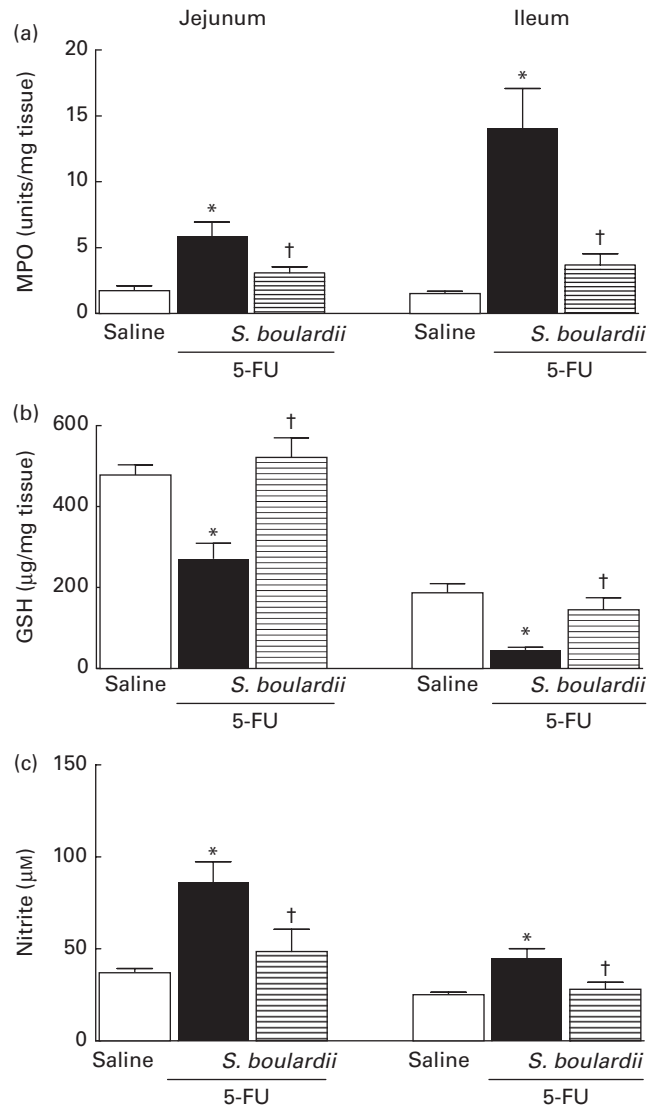 Jejunum Ileum
(a)
MPO (units/mg tissue)
20
15
10
5
0
* † * †
Saline S. boulardii Saline S. boulardii
5-FU 5-FU
(b)
GSH (μg/mg tissue)
600
400
200
0
* † * †
Saline S. boulardii Saline S. boulardii
5-FU 5-FU
(c)
Nitrite (μM)
150
100
50
0
* † * †
Saline S. boulardii Saline S. boulardii
5-FU 5-FU